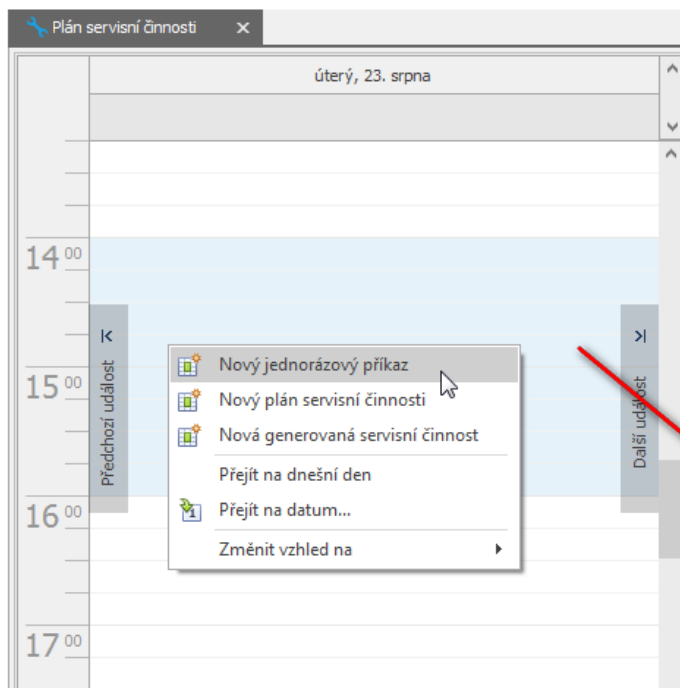 Plán servisní činnosti
úterý, 23. srpna
14 00
Předchozí událost
Další událost
Nový jednorázový příkaz
15 00
Nový plán servisní činnosti
Nová generovaná servisní činnost
Přejít na dnešní den
16 00
Přejít na datum...
Změnit vzhled na
17 00